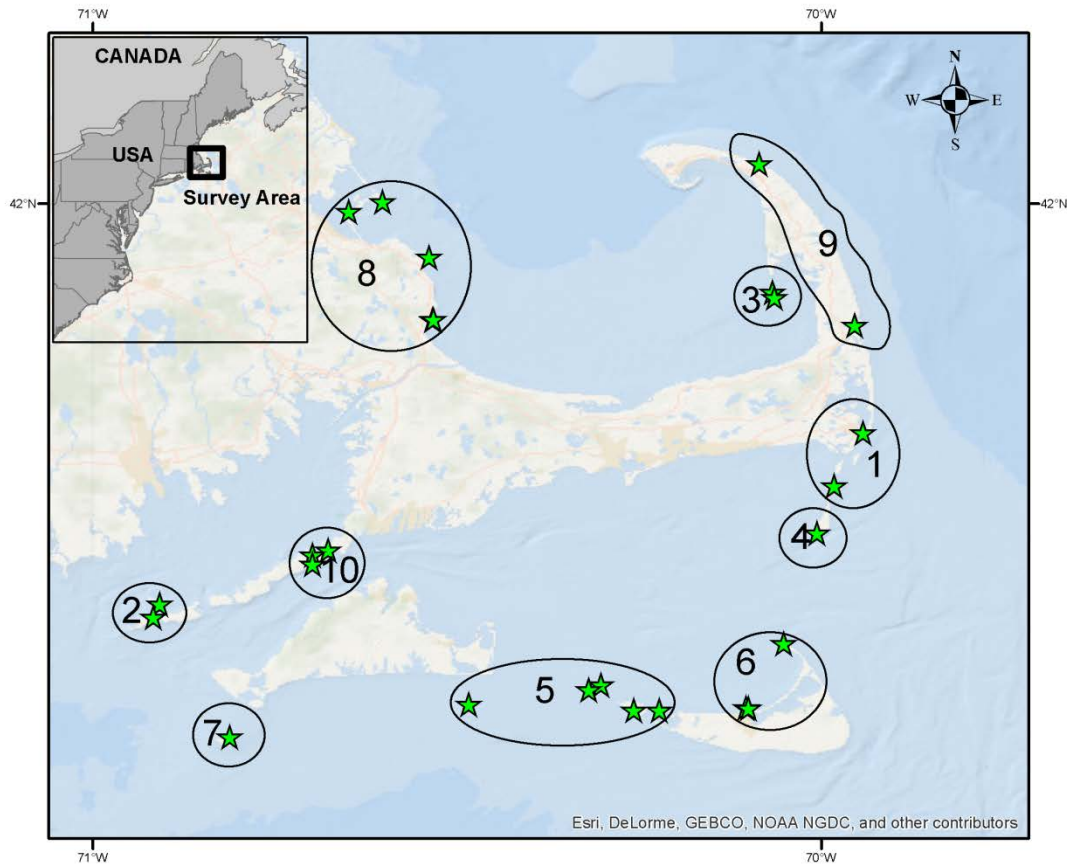 71°W
70°W
CANADA
USA
Survey Area
N
W
E
S
42°N
42°N
8
9
3
1
4
10
2
6
5
7
Esri, DeLorme, GEBCO, NOAA NGDC, and other contributors
71°W
70°W